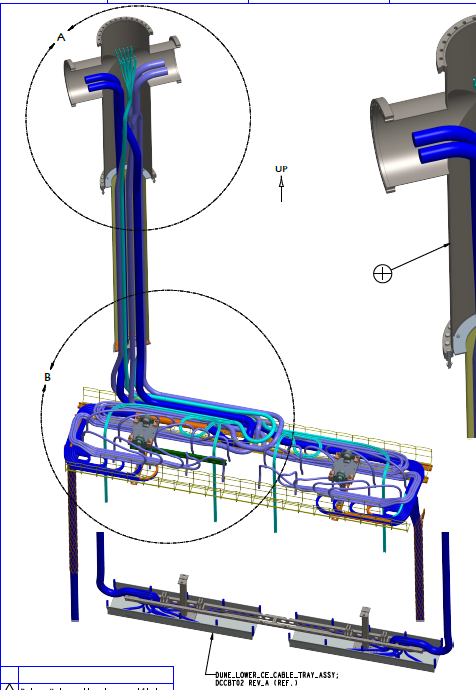 A
UP
B
DUNE_LOWER_CE_CABLE_TRAY_ASSY;
DCCBT02 REV_A (REF.)